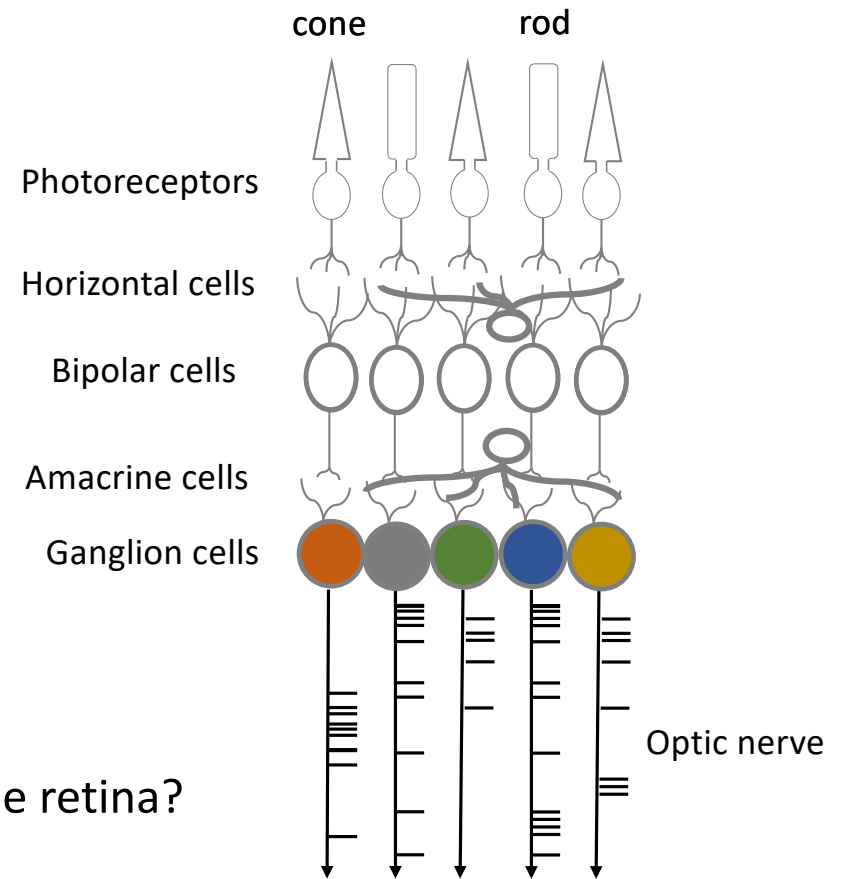 cone
rod
Photoreceptors
Horizontal cells
Bipolar cells
Amacrine cells
Ganglion cells
Optic nerve
e retina?